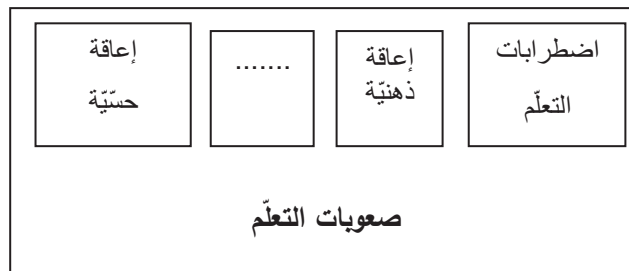 اضطرابات
التعلّم
إعاقة
ذهنيّة
.......
إعاقة
حسّيّة
صعوبات التعلّم